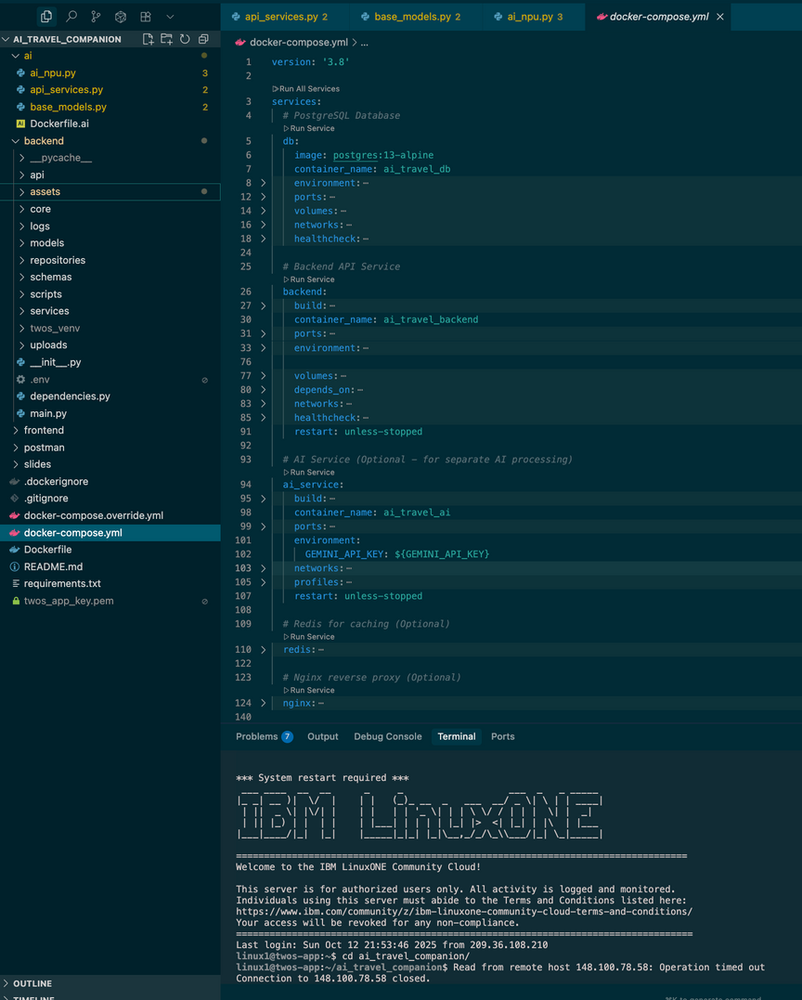 api_services.py 2
base_models.py 2
ai_npu.py 3
docker-compose.yml
AI_TRAVEL_COMPANION
docker-compose.yml > ...
ai
ai_npu.py 3
api_services.py 2
base_models.py 2
Dockerfile.ai
backend
__pycache__
api
assets
core
logs
models
repositories
schemas
scripts
services
twos_venv
uploads
__init__.py
.env
dependencies.py
main.py
frontend
postman
slides
.dockerignore
.gitignore
docker-compose.override.yml
docker-compose.yml
Dockerfile
README.md
requirements.txt
twos_app_key.pem
OUTLINE
TIMELINE
1 version: '3.8'
2
Run All Services
3 services:
4 # PostgreSQL Database
Run Service
5 db:
6 image: postgres:13-alpine
7 container_name: ai_travel_db
8 environment:
12 ports:
14 volumes:
16 networks:
18 healthcheck:
24
25 # Backend API Service
Run Service
26 backend:
27 build:
30 container_name: ai_travel_backend
31 ports:
33 environment:
76
77 volumes:
80 depends_on:
83 networks:
85 healthcheck:
91 restart: unless-stopped
92
93 # AI Service (Optional - for separate AI processing)
Run Service
94 ai_service:
95 build:
98 container_name: ai_travel_ai
99 ports:
101 environment:
102 GEMINI_API_KEY: ${GEMINI_API_KEY}
103 networks:
105 profiles:
107 restart: unless-stopped
108
109 # Redis for caching (Optional)
Run Service
110 redis:
122
123 # Nginx reverse proxy (Optional)
Run Service
124 nginx:
140
Problems 7 Output Debug Console Terminal Ports
*** System restart required ***
IBM LinuxONE
Welcome to the IBM LinuxONE Community Cloud!
This server is for authorized users only. All activity is logged and monitored.
Individuals using this server must abide to the Terms and Conditions listed here:
https://www.ibm.com/community/z/ibm-linuxone-community-cloud-terms-and-conditions/
Your access will be revoked for any non-compliance.
Last login: Sun Oct 12 21:53:46 2025 from 209.36.108.210
linux1@twos-app:~$ cd ai_travel_companion/
linux1@twos-app:~/ai_travel_companion$ Read from remote host 148.100.78.58: Operation timed out
Connection to 148.100.78.58 closed.
⌘K to generate command